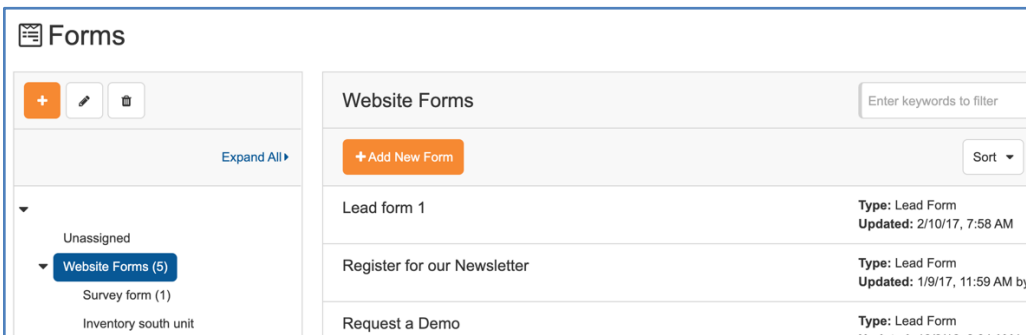 Forms
Expand All
Unassigned
Website Forms (5)
Survey form (1)
Inventory south unit
Website Forms
Enter keywords to filter
+ Add New Form
Sort
Lead form 1
Type: Lead Form
Updated: 2/10/17, 7:58 AM
Register for our Newsletter
Type: Lead Form
Updated: 1/9/17, 11:59 AM by
Request a Demo
Type: Lead Form